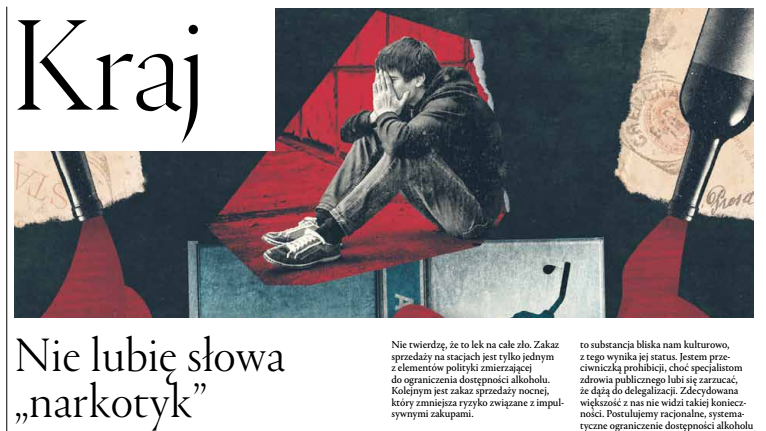 Kraj
Nie lubię słowa
„narkotyk”
Nie twierdzę, że to lek na całe zło. Zakaz
sprzedaży na stacjach jest tylko jednym
z elementów polityki zmierzającej
do ograniczenia dostępności alkoholu.
Kolejnym jest zakaz sprzedaży nocnej,
który zmniejsza ryzyko związane z impul-
sywnymi zakupami.
to substancja bliska nam kulturowo,
z tego wynika jej status. Jestem prze-
ciwniczką prohibicji, choć specjalistom
zdrowia publicznego lubi się zarzucać,
że dążą do delegalizacji. Zdecydowana
większość z nas nie widzi takiej koniecz-
ności. Postulujemy racjonalne, systema-
tyczne ograniczenie dostępności alkoholu